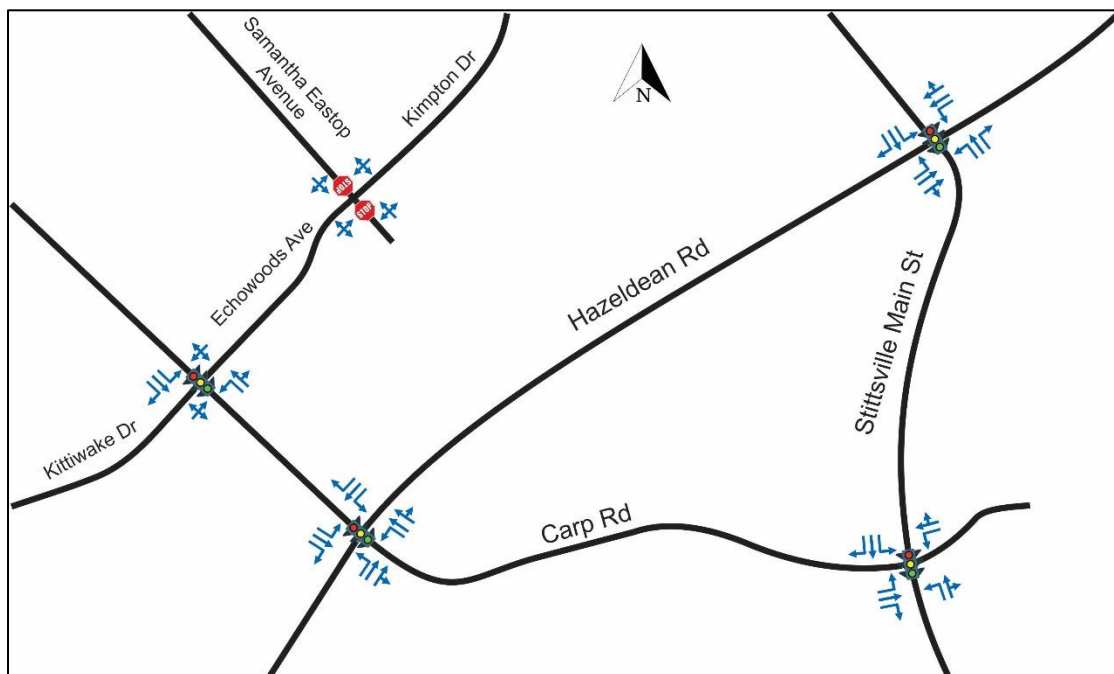 Samantha Eastop
Avenue
Kimpton Dr
N
STOP
STOP
Echowoods Ave
Hazeldean Rd
Stittsville Main St
Kittiwake Dr
Carp Rd